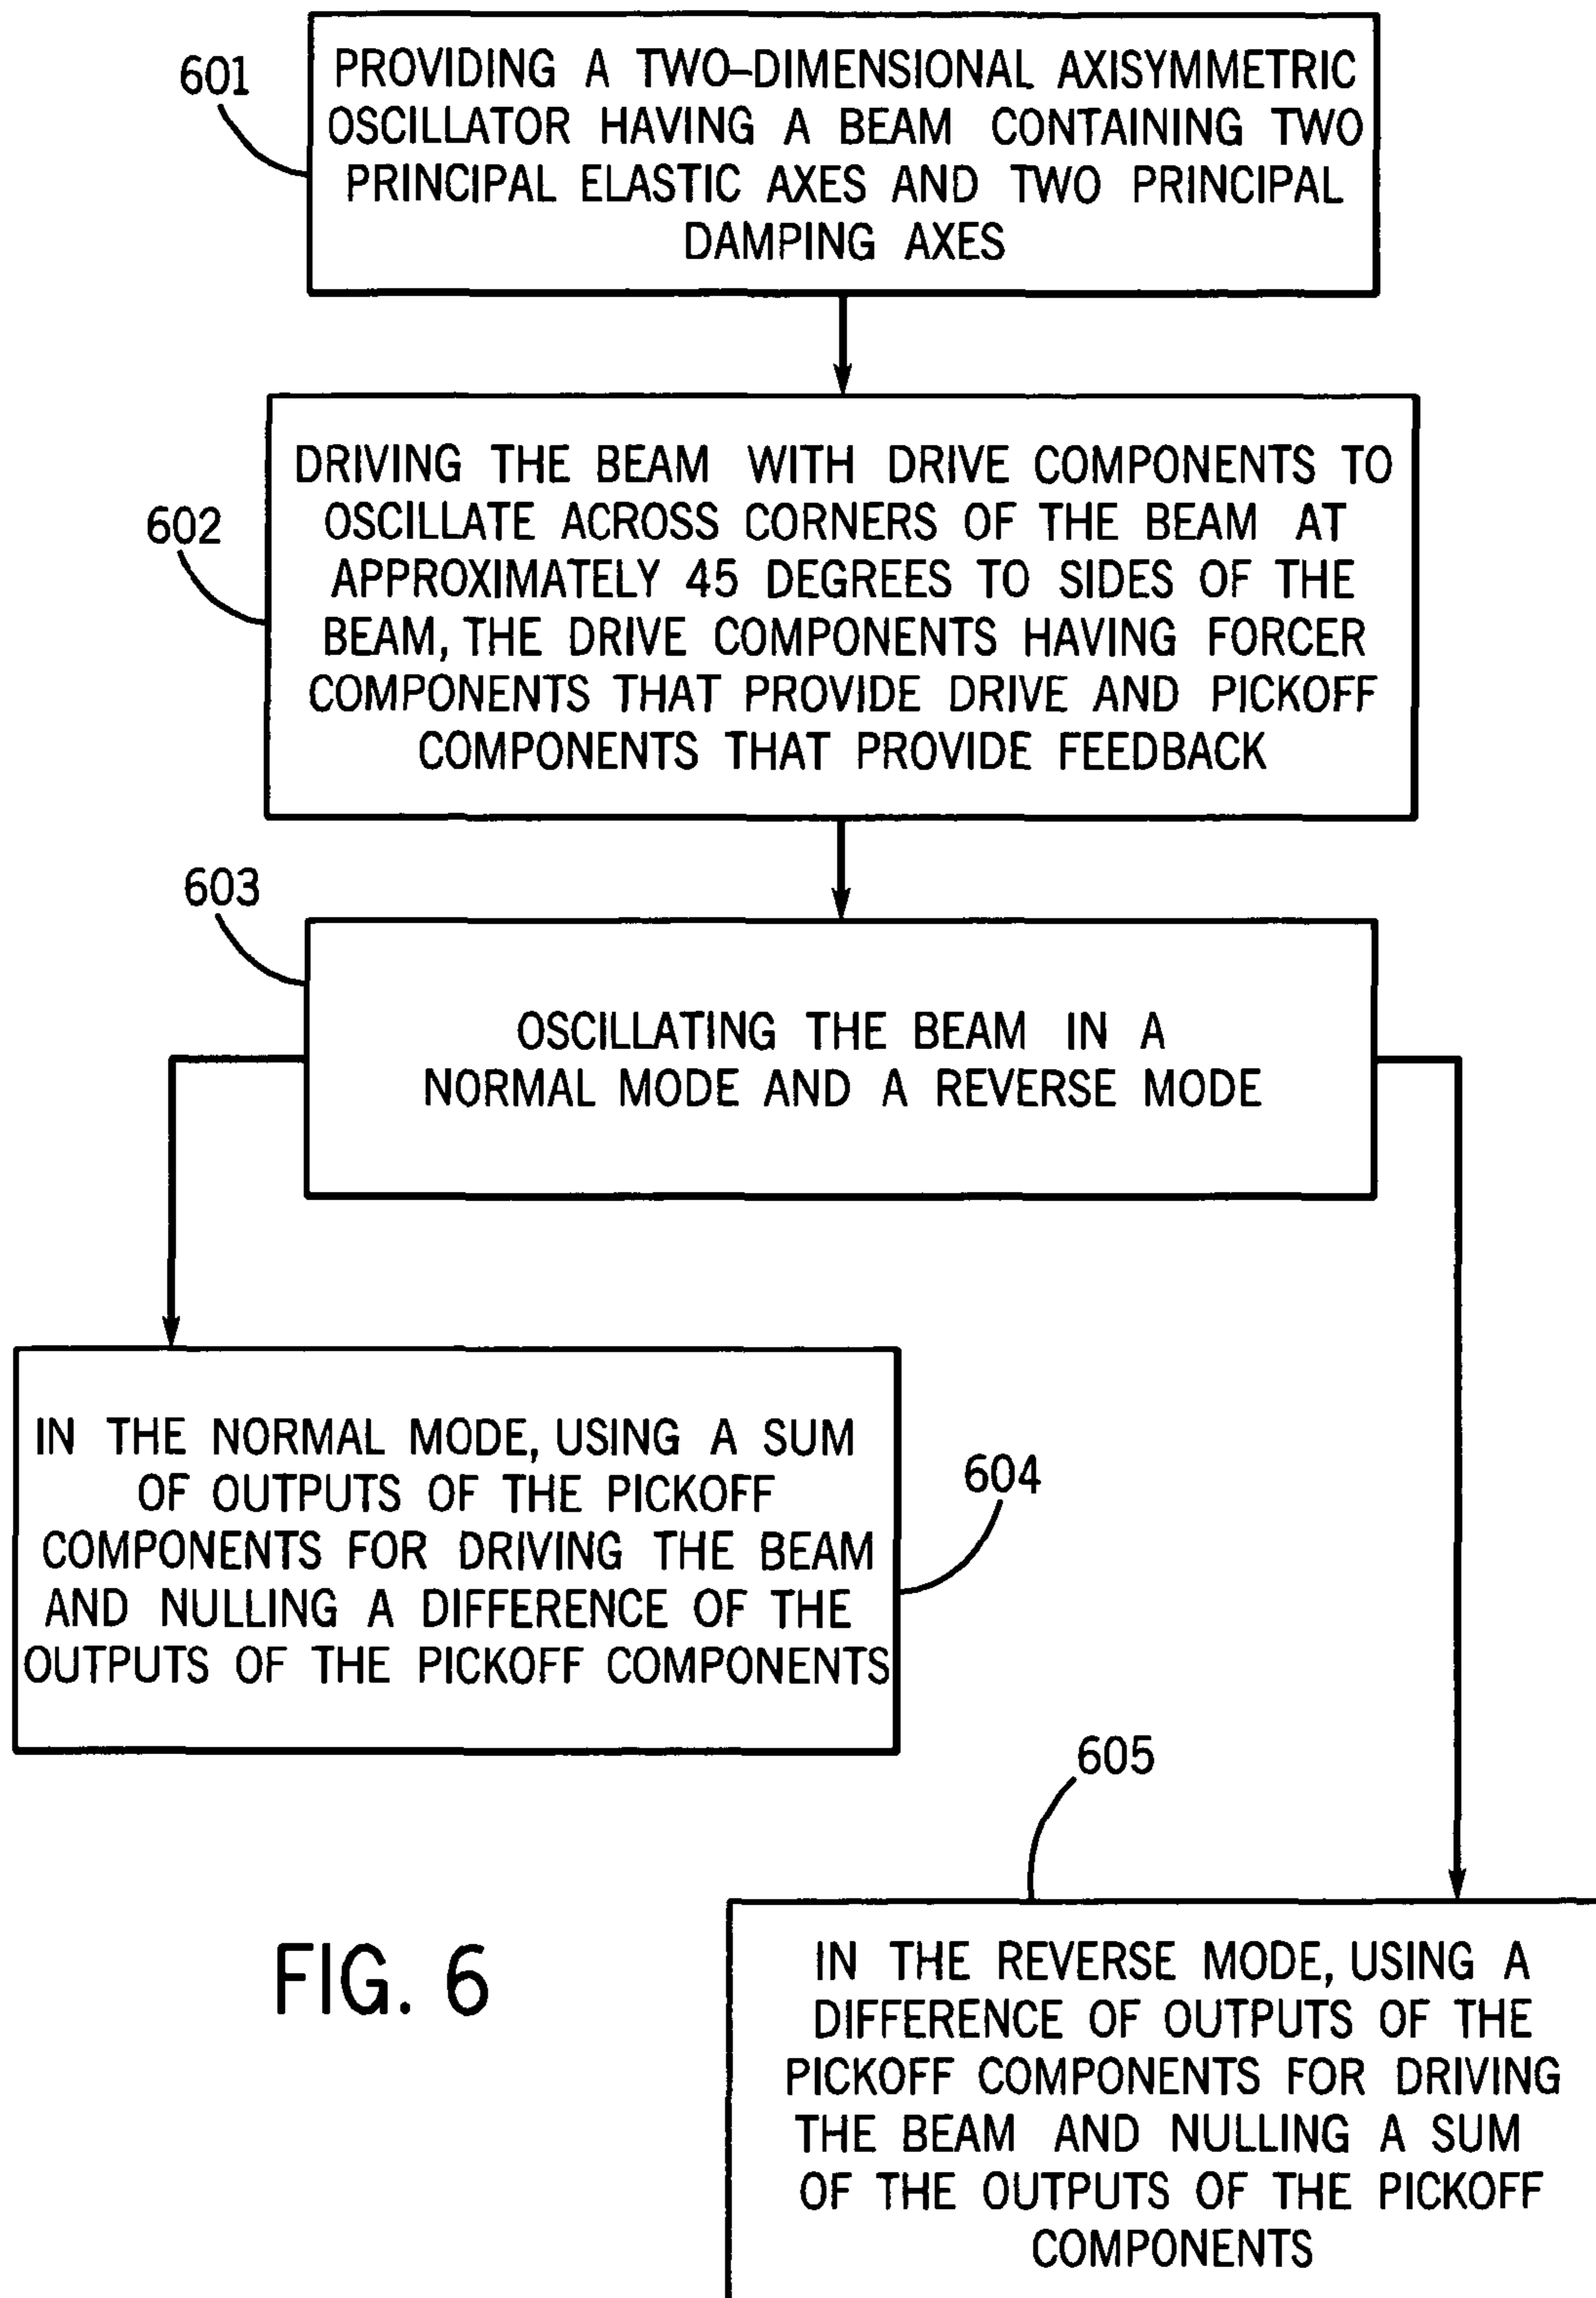 601
PROVIDING A TWO-DIMENSIONAL AXISYMMETRIC
OSCILLATOR HAVING A BEAM CONTAINING TWO
PRINCIPAL ELASTIC AXES AND TWO PRINCIPAL
DAMPING AXES
602
DRIVING THE BEAM WITH DRIVE COMPONENTS TO
OSCILLATE ACROSS CORNERS OF THE BEAM AT
APPROXIMATELY 45 DEGREES TO SIDES OF THE
BEAM, THE DRIVE COMPONENTS HAVING FORCER
COMPONENTS THAT PROVIDE DRIVE AND PICKOFF
COMPONENTS THAT PROVIDE FEEDBACK
603
OSCILLATING THE BEAM IN A
NORMAL MODE AND A REVERSE MODE
IN THE NORMAL MODE, USING A SUM
OF OUTPUTS OF THE PICKOFF
COMPONENTS FOR DRIVING THE BEAM
AND NULLING A DIFFERENCE OF THE
OUTPUTS OF THE PICKOFF COMPONENTS
604
605
IN THE REVERSE MODE, USING A
DIFFERENCE OF OUTPUTS OF THE
PICKOFF COMPONENTS FOR DRIVING
THE BEAM AND NULLING A SUM
OF THE OUTPUTS OF THE PICKOFF
COMPONENTS
FIG. 6